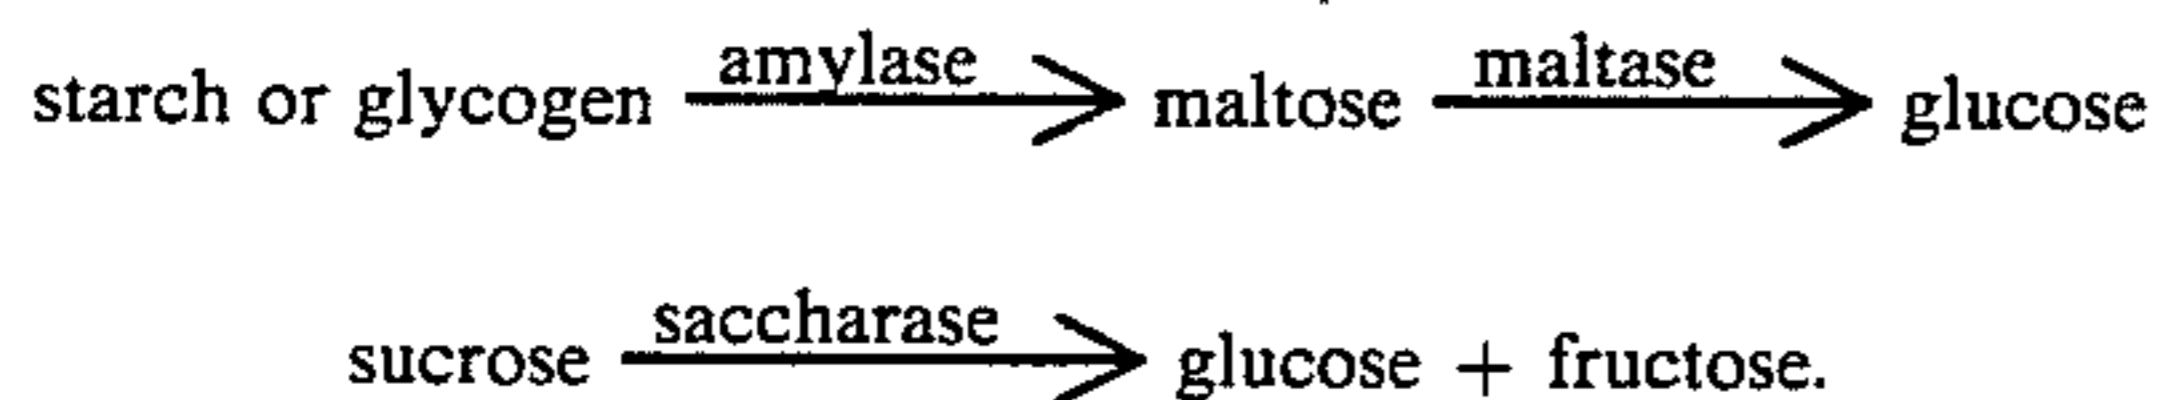 starch or glycogen amylase maltose maltase glucose
sucrose saccharase glucose + fructose.